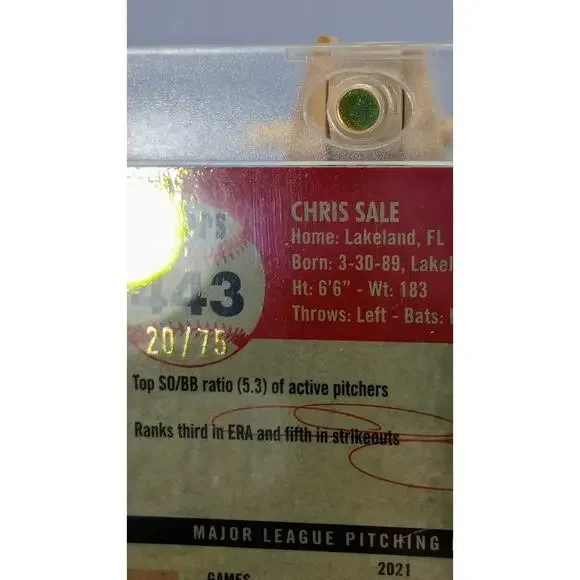 CHRIS SALE
Home: Lakeland, FL
Born: 3-30-89, Lakel
Ht: 6'6" - Wt: 183
Throws: Left - Bats:
443
20/75
Top SO/BB ratio (5.3) of active pitchers
Ranks third in ERA and fifth in strikeouts
MAJOR LEAGUE PITCHING
2021
GAMES